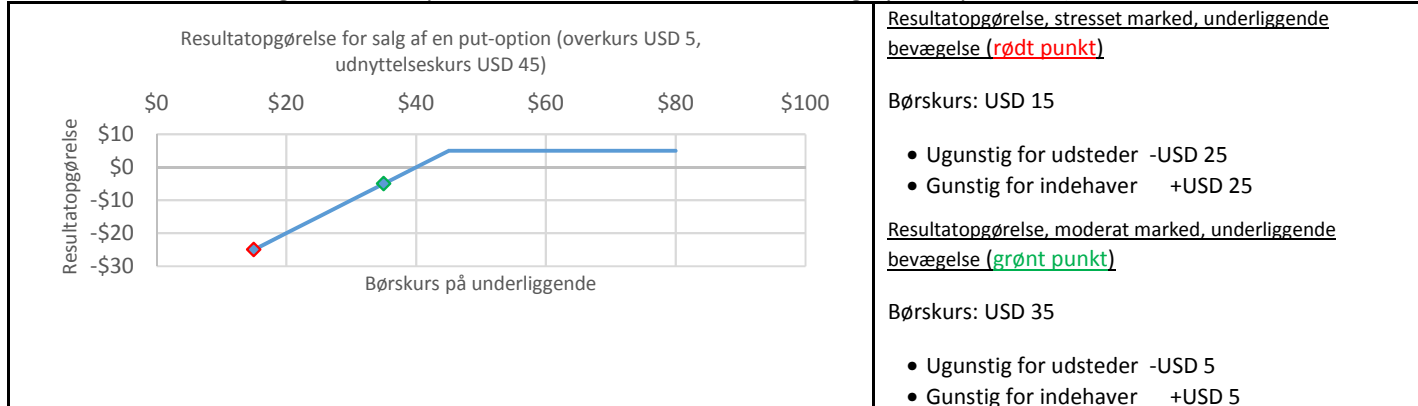 Resultatopgørelse for salg af en put-option (overkurs USD 5,
udnyttelseskurs USD 45)
$0 $20 $40 $60 $80 $100
$10
$0
-$10
-$20
-$30
Resultatopgørelse
Børskurs på underliggende
Resultatopgørelse, stresset marked, underliggende
bevægelse (rødt punkt)
Børskurs: USD 15
• Ugunstig for udsteder -USD 25
• Gunstig for indehaver +USD 25
Resultatopgørelse, moderat marked, underliggende
bevægelse (grønt punkt)
Børskurs: USD 35
• Ugunstig for udsteder -USD 5
• Gunstig for indehaver +USD 5